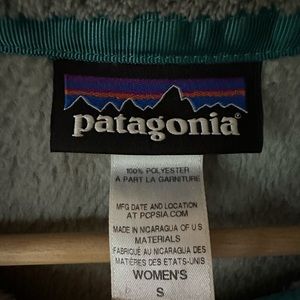 patagonia®
100% POLYESTER
À PART LA GARNITURE
MFG DATE AND LOCATION
AT PCPSIA.COM
MADE IN NICARAGUA OF U S
MATERIALS
FABRIQUÉ AU NICARAGUA DES
MATIÈRES DES ÉTATS-UNIS
WOMEN'S
S